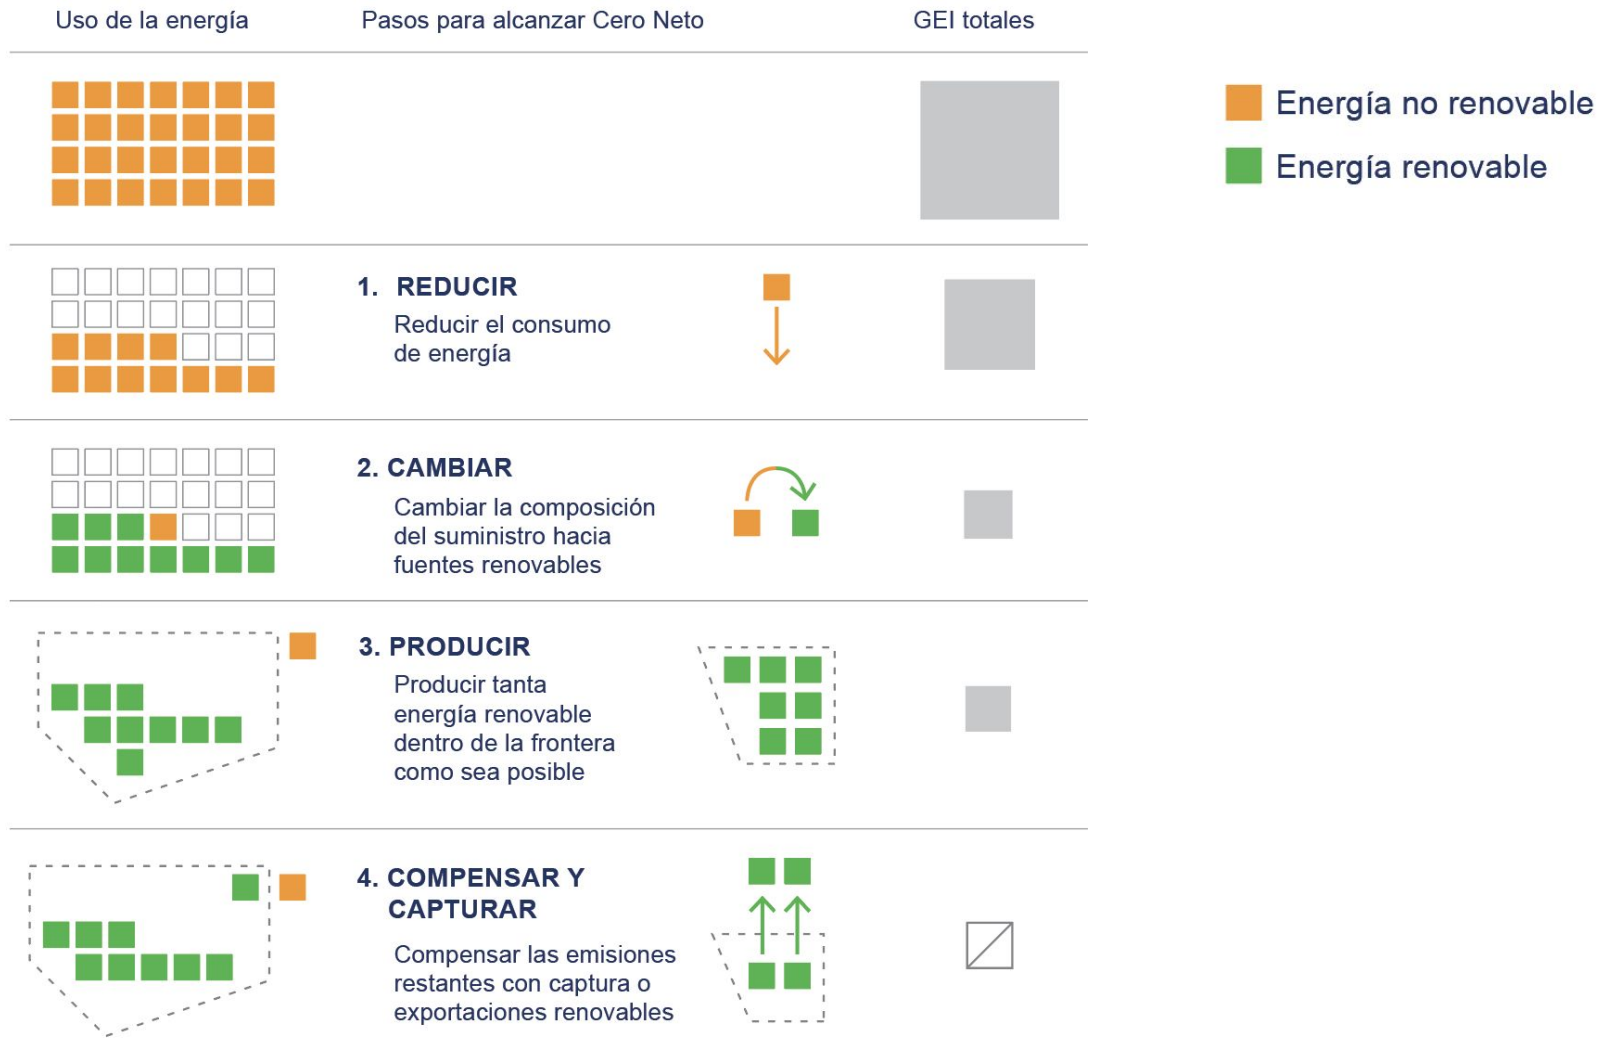 Uso de la energía
Pasos para alcanzar Cero Neto
GEI totales
Energía no renovable
Energía renovable
1. REDUCIR
Reducir el consumo
de energía
2. CAMBIAR
Cambiar la composición
del suministro hacia
fuentes renovables
3. PRODUCIR
Producir tanta
energía renovable
dentro de la frontera
como sea posible
4. COMPENSAR Y
CAPTURAR
Compensar las emisiones
restantes con captura o
exportaciones renovables